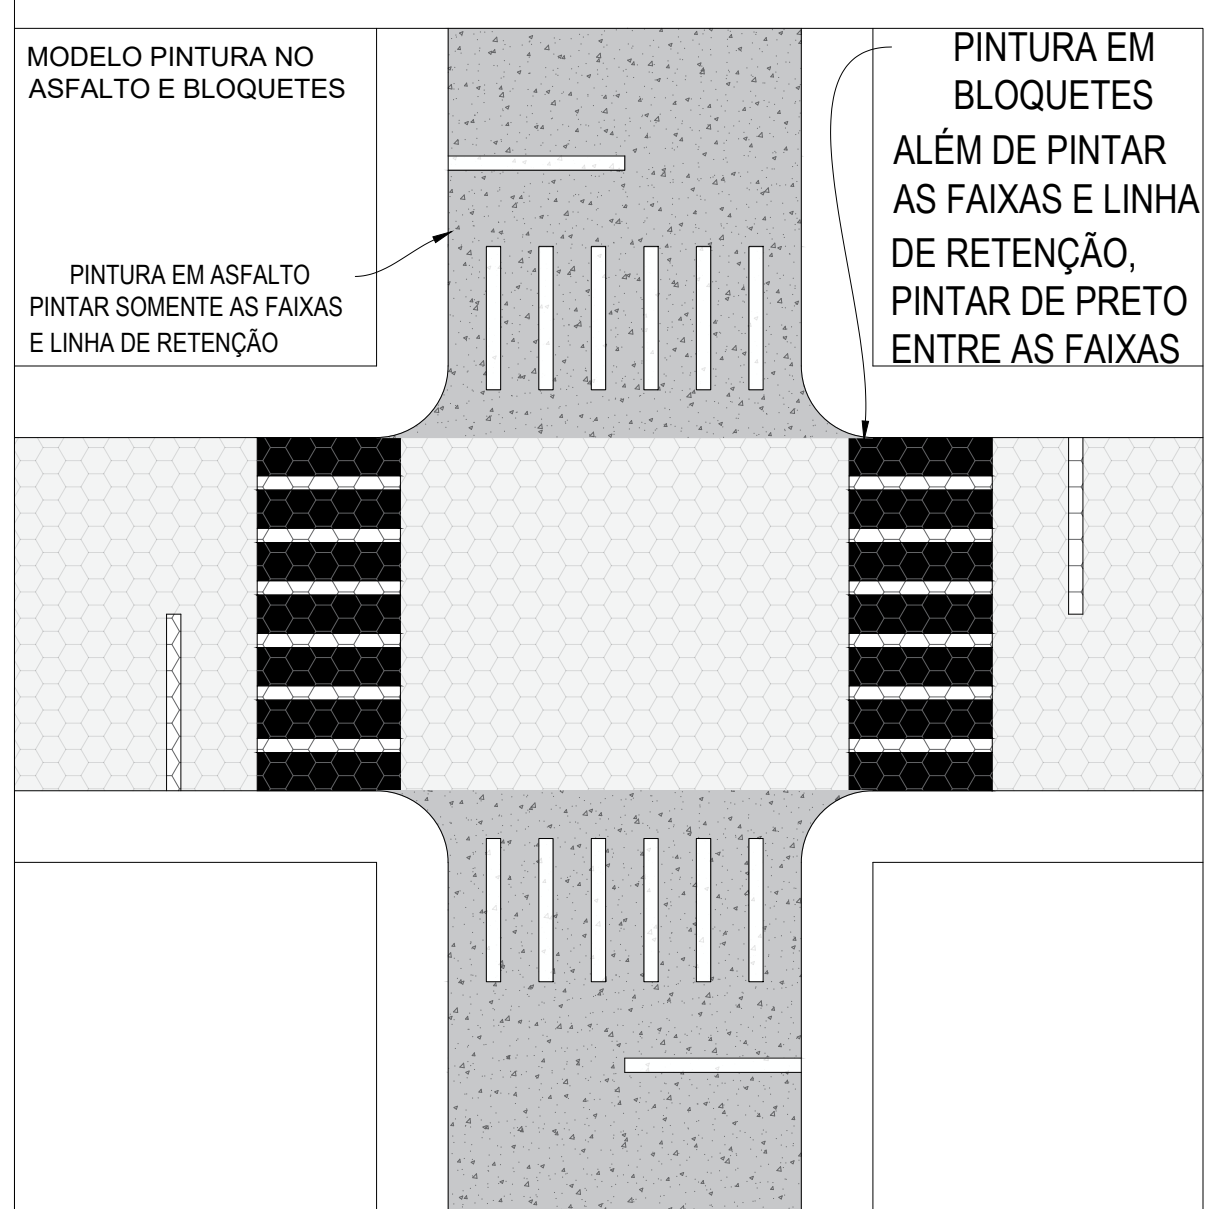 MODELO PINTURA NO
ASFALTO E BLOQUETES
PINTURA EM ASFALTO
PINTAR SOMENTE AS FAIXAS
E LINHA DE RETENÇÃO
PINTURA EM
BLOQUETES
ALÉM DE PINTAR
AS FAIXAS E LINHA
DE RETENÇÃO,
PINTAR DE PRETO
ENTRE AS FAIXAS